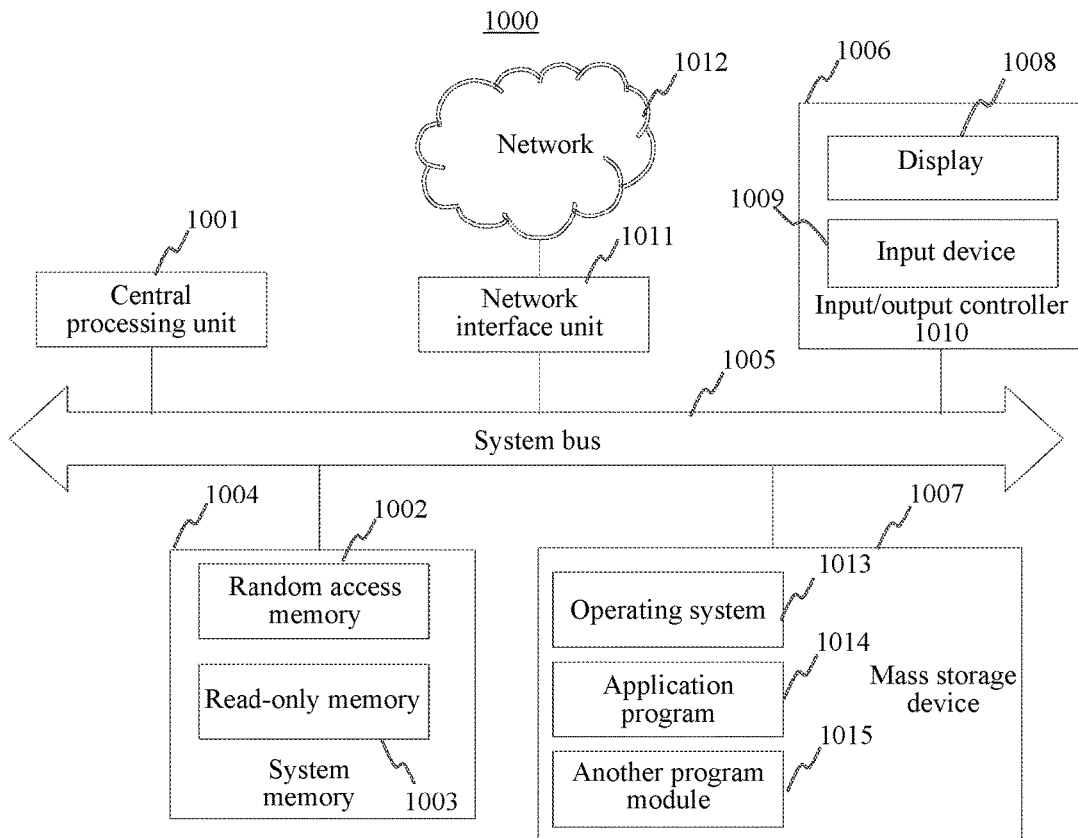 1000
1012
1006
1008
Network
Display
1009
1001
1011
Input device
Central
processing unit
Network
interface unit
Input/output controller
1010
1005
System bus
1004
1002
1007
Random access
memory
1013
Operating system
1014
Read-only memory
Application
program
Mass storage
device
1015
System
memory
1003
Another program
module